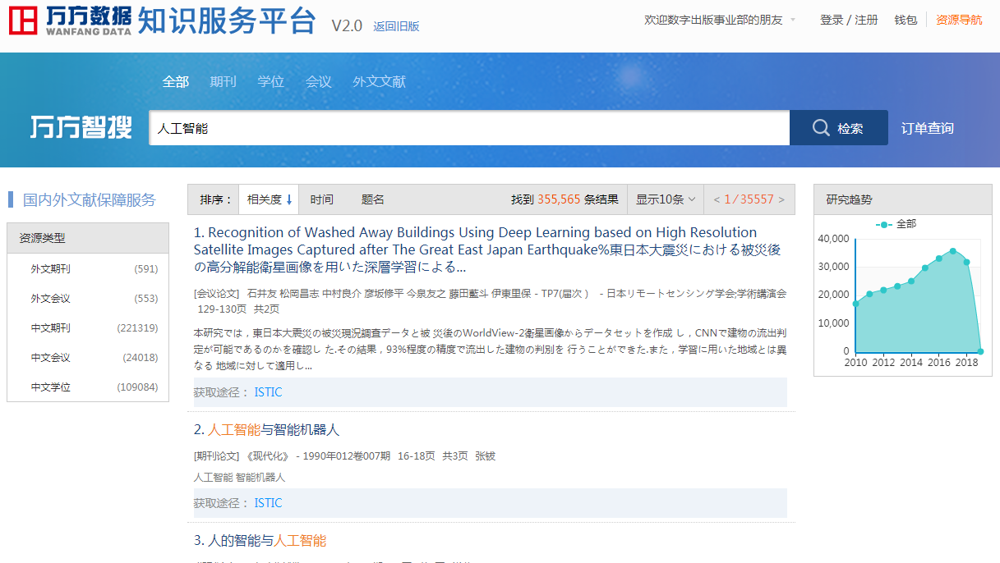 万方数据
WANFANG DATA
知识服务平台
V2.0 返回旧版
欢迎数字出版事业部的朋友
登录 / 注册 钱包 资源导航
全部 期刊 学位 会议 外文文献
万方智搜
人工智能
检索
订单查询
国内外文献保障服务
资源类型
外文期刊 (591)
外文会议 (553)
中文期刊 (221319)
中文会议 (24018)
中文学位 (109084)
排序： 相关度 时间 题名
找到 355,565 条结果
显示10条
< 1 / 35557 >
1. Recognition of Washed Away Buildings Using Deep Learning based on High Resolution
Satellite Images Captured after The Great East Japan Earthquake%東日本大震災における被災後
の高分解能衛星画像を用いた深層学習による...
[会议论文] 石井友 松岡昌志 中村良介 彦坂修平 今泉友之 藤田藍斗 伊東里保 - TP7(届次 ） - 日本リモートセンシング学会;学術講演会
129-130页 共2页
本研究では，東日本大震災の被災現況調査データと被 災後のWorldView-2衛星画像からデータセットを作成 し，CNNで建物の流出判
定が可能であるのかを確認し た.その結果，93%程度の精度で流出した建物の判別を 行うことができた.また，学習に用いた地域とは異
なる 地域に対して適用し...
获取途径： ISTIC
2. 人工智能与智能机器人
[期刊论文] 《现代化》 - 1990年012卷007期 16-18页 共3页 张钹
人工智能 智能机器人
获取途径： ISTIC
3. 人的智能与人工智能
研究趋势
全部
40,000
30,000
20,000
10,000
0
2010 2012 2014 2016 2018